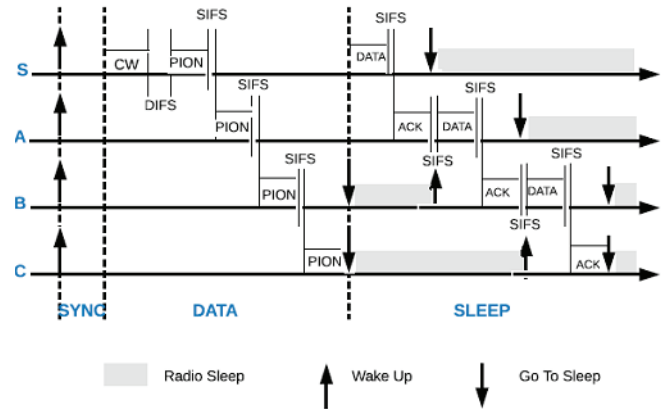 SIFS SIFS
S CW PION DATA
DIFS SIFS SIFS
A PION ACK DATA
SIFS SIFS SIFS
B PION ACK DATA
SIFS
C PION ACK
SYNC DATA SLEEP
Radio Sleep Wake Up Go To Sleep